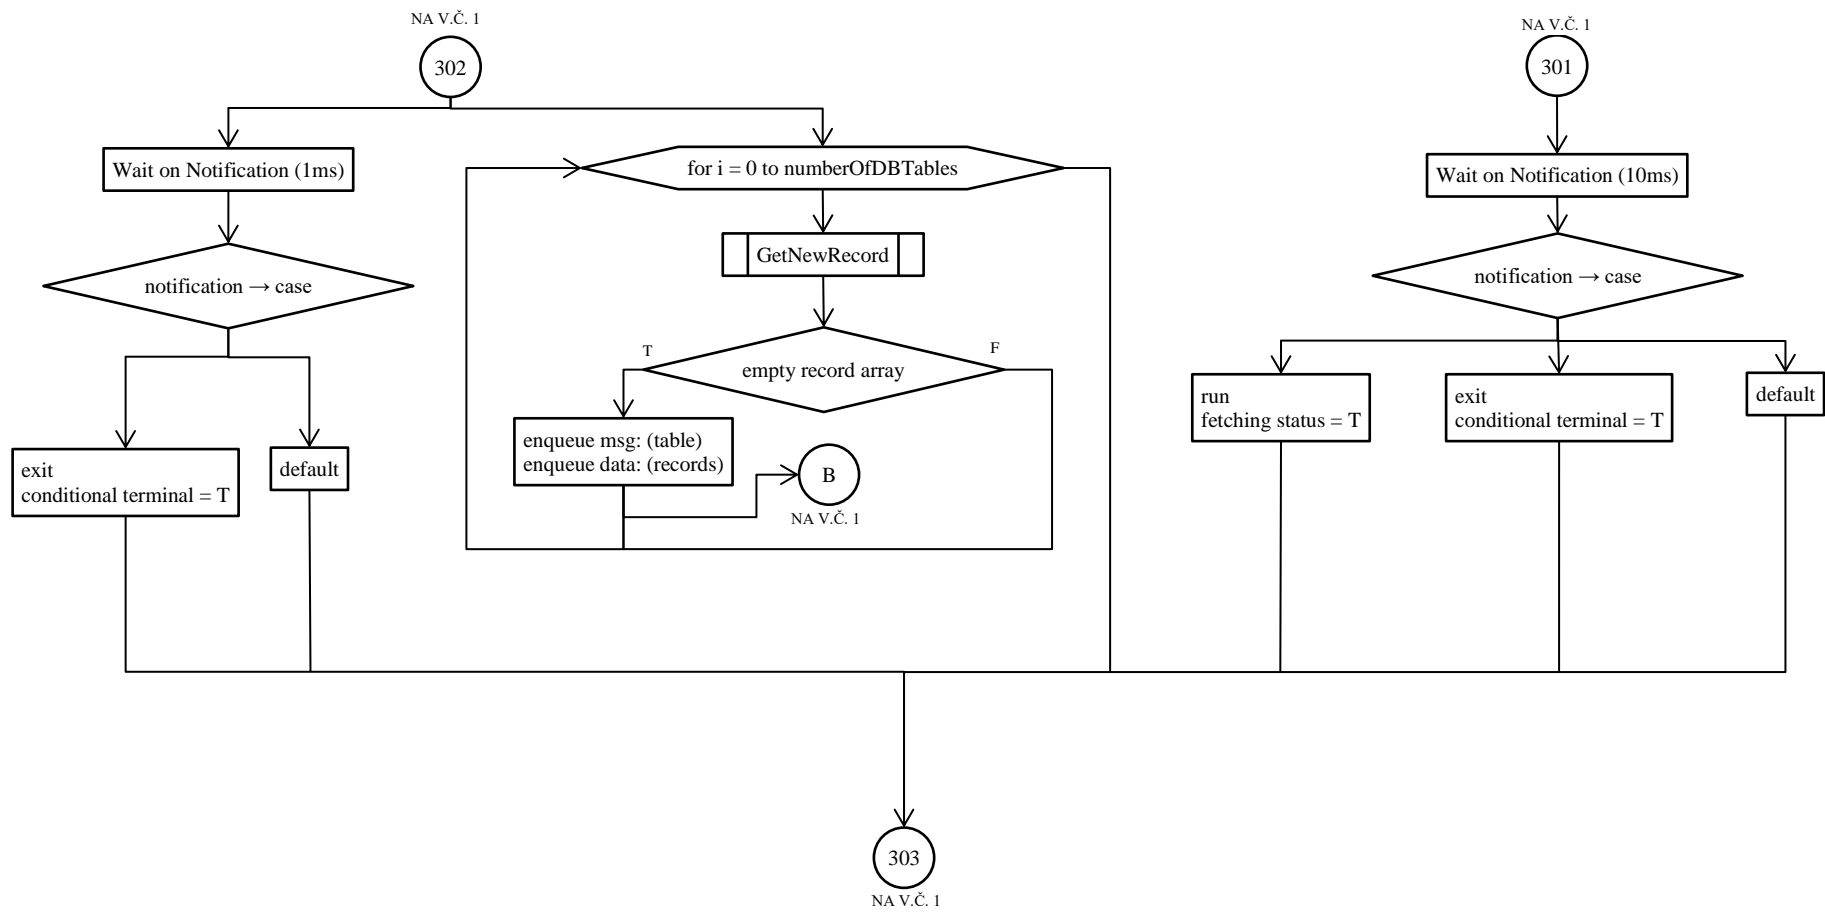 NA V.Č. 1
302
Wait on Notification (1ms)
notification → case
exit
conditional terminal = T
default
for i = 0 to numberOfDBTables
GetNewRecord
empty record array
T
F
enqueue msg: (table)
enqueue data: (records)
B
NA V.Č. 1
NA V.Č. 1
301
Wait on Notification (10ms)
notification → case
run
fetching status = T
exit
conditional terminal = T
default
303
NA V.Č. 1